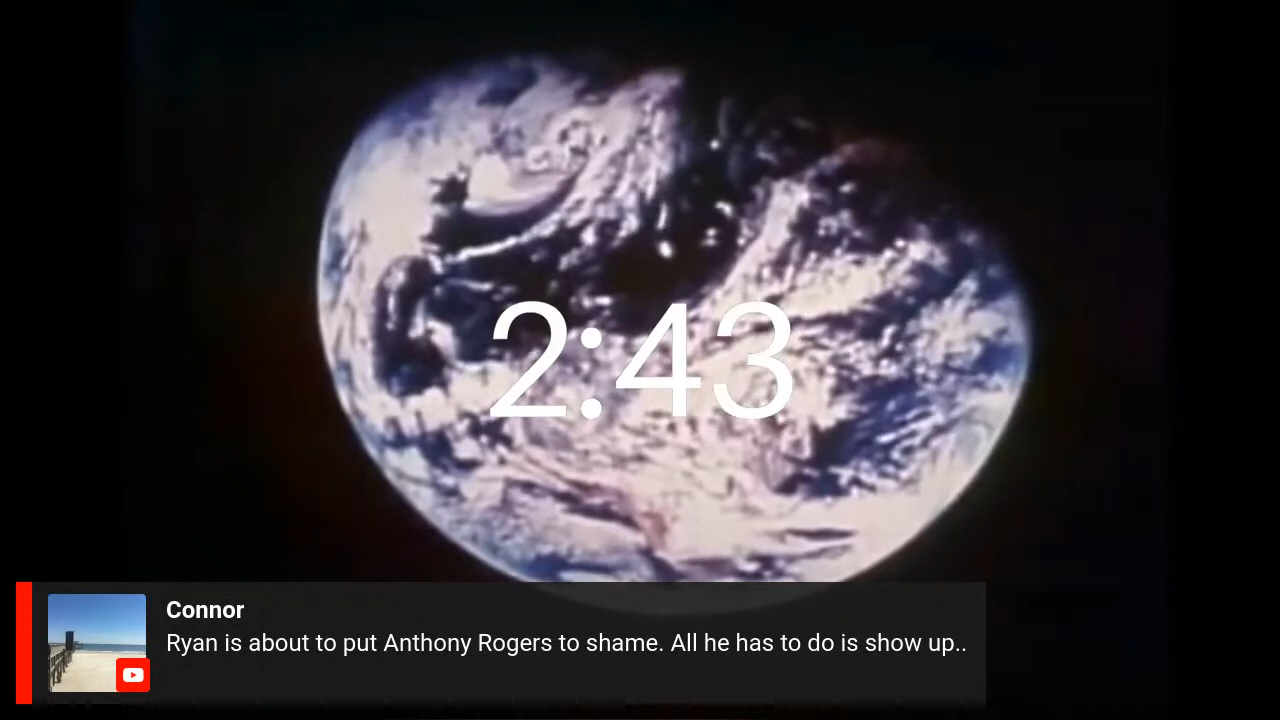 2:43
Connor
Ryan is about to put Anthony Rogers to shame. All he has to do is show up..